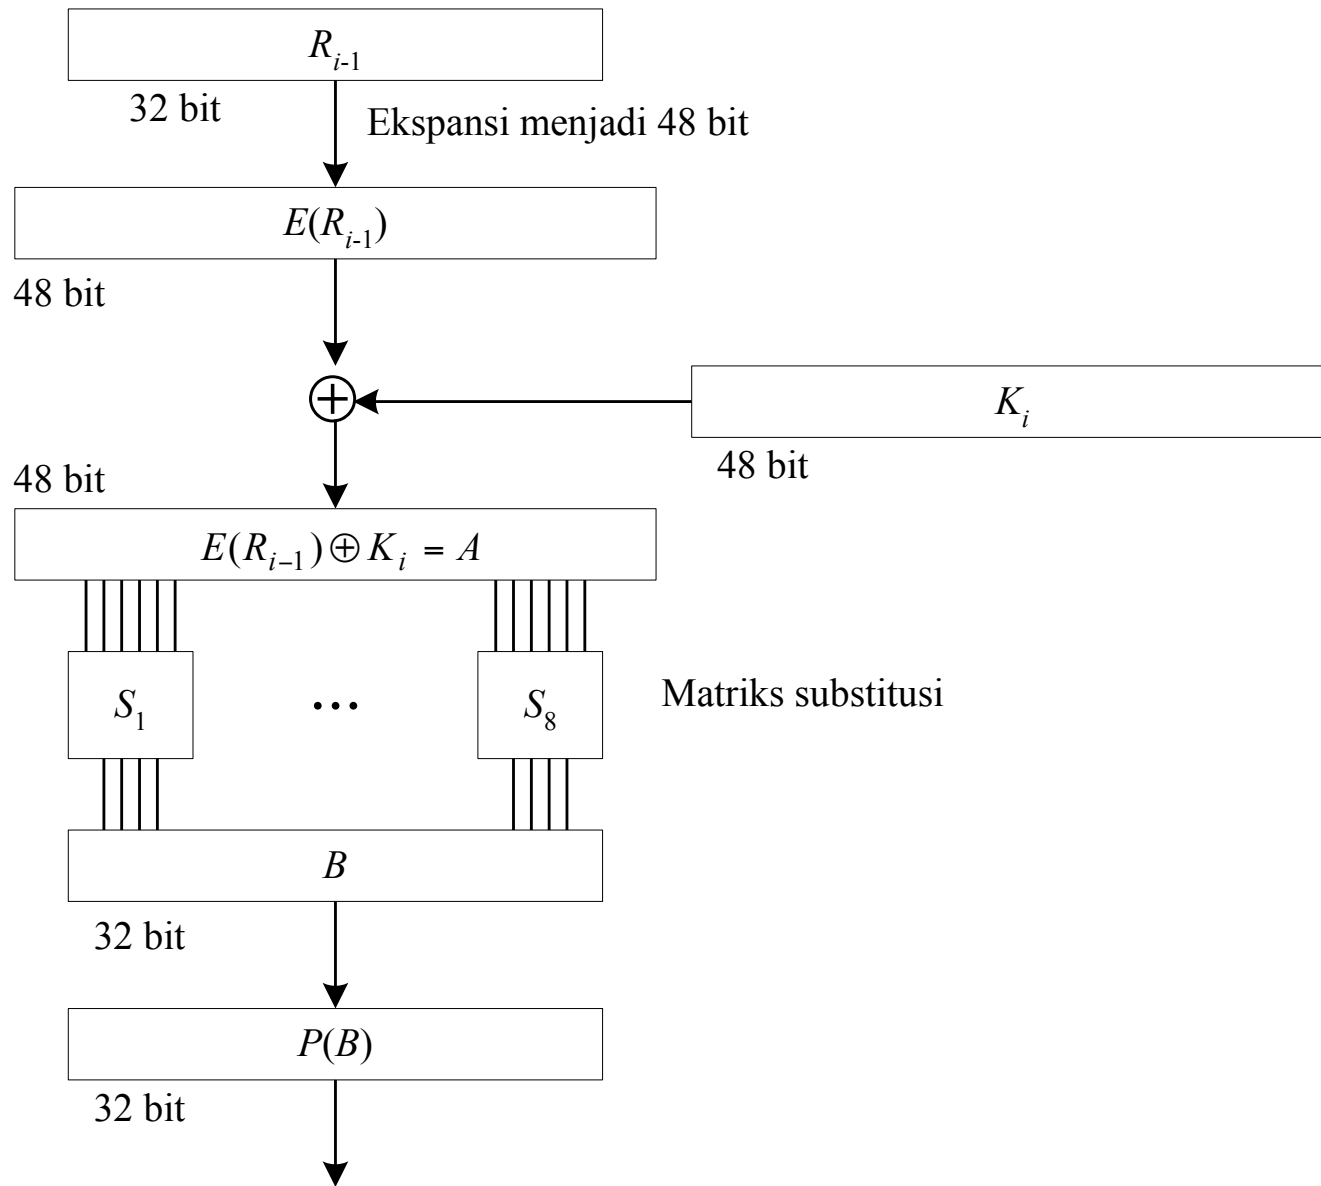 R_{i-1}
32 bit
Ekspansi menjadi 48 bit
E(R_{i-1})
48 bit
⊕
K_i
48 bit
48 bit
E(R_{i−1}) ⊕ K_i = A
S_1
...
S_8
Matriks substitusi
B
32 bit
P(B)
32 bit